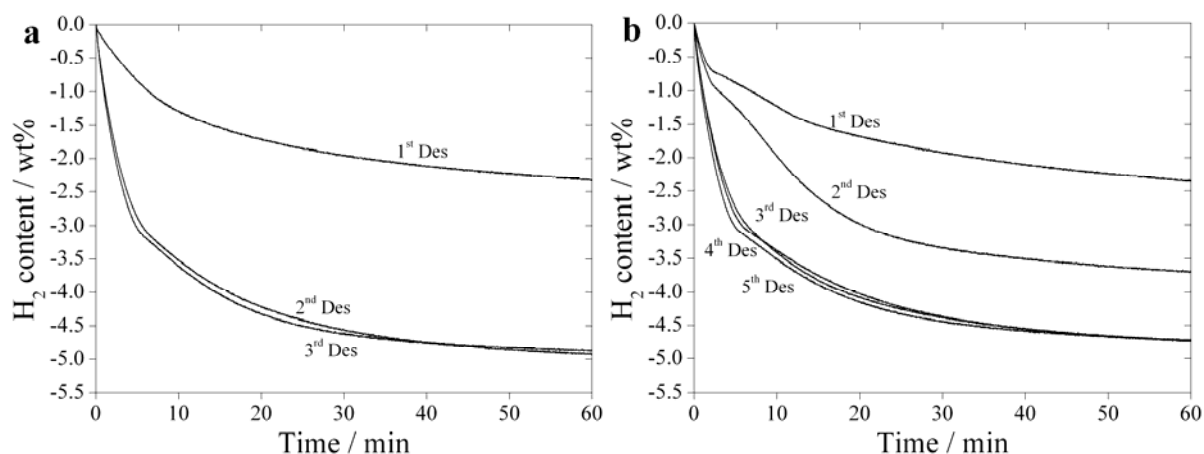 a
0.0
-0.5
-1.0
-1.5
-2.0
-2.5
-3.0
-3.5
-4.0
-4.5
-5.0
-5.5
H₂ content / wt%
1ˢᵗ Des
2ⁿᵈ Des
3ʳᵈ Des
0 10 20 30 40 50 60
Time / min
b
0.0
-0.5
-1.0
-1.5
-2.0
-2.5
-3.0
-3.5
-4.0
-4.5
-5.0
-5.5
H₂ content / wt%
1ˢᵗ Des
2ⁿᵈ Des
3ʳᵈ Des
4ᵗʰ Des
5ᵗʰ Des
0 10 20 30 40 50 60
Time / min